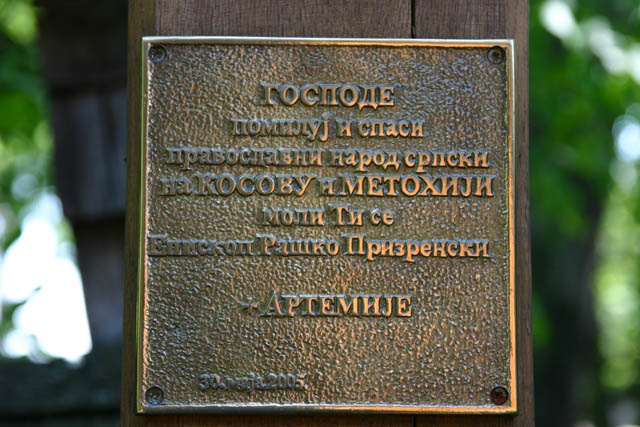 ГОСПОДЕ
помилуј и спаси
православни народ српски
на КОСОВУ и МЕТОХИЈИ
моли Ти се
Епископ Рашко Призренски
+ АРТЕМИЈЕ
30. маја 2005.